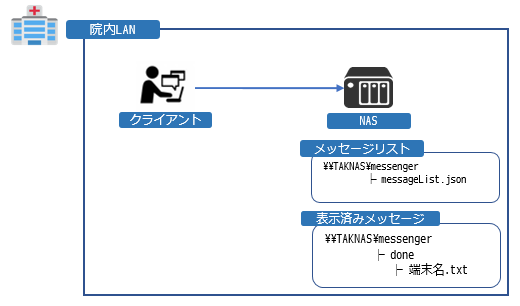 院内LAN
クライアント
NAS
メッセージリスト
¥¥TAKNAS¥messenger
├ messageList.json
表示済みメッセージ
¥¥TAKNAS¥messenger
├ done
├ 端末名.txt